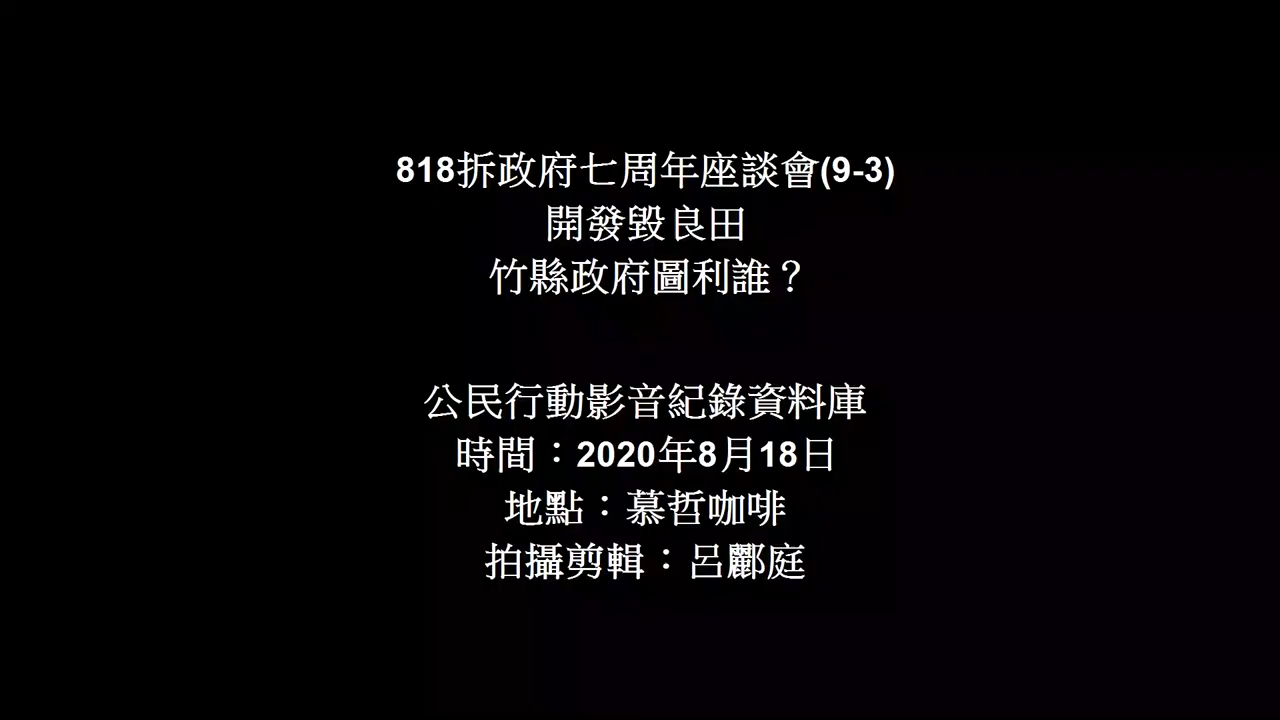 818拆政府七周年座談會(9-3)
開發毀良田
竹縣政府圖利誰？
公民行動影音紀錄資料庫
時間：2020年8月18日
地點：慕哲咖啡
拍攝剪輯：呂酈庭